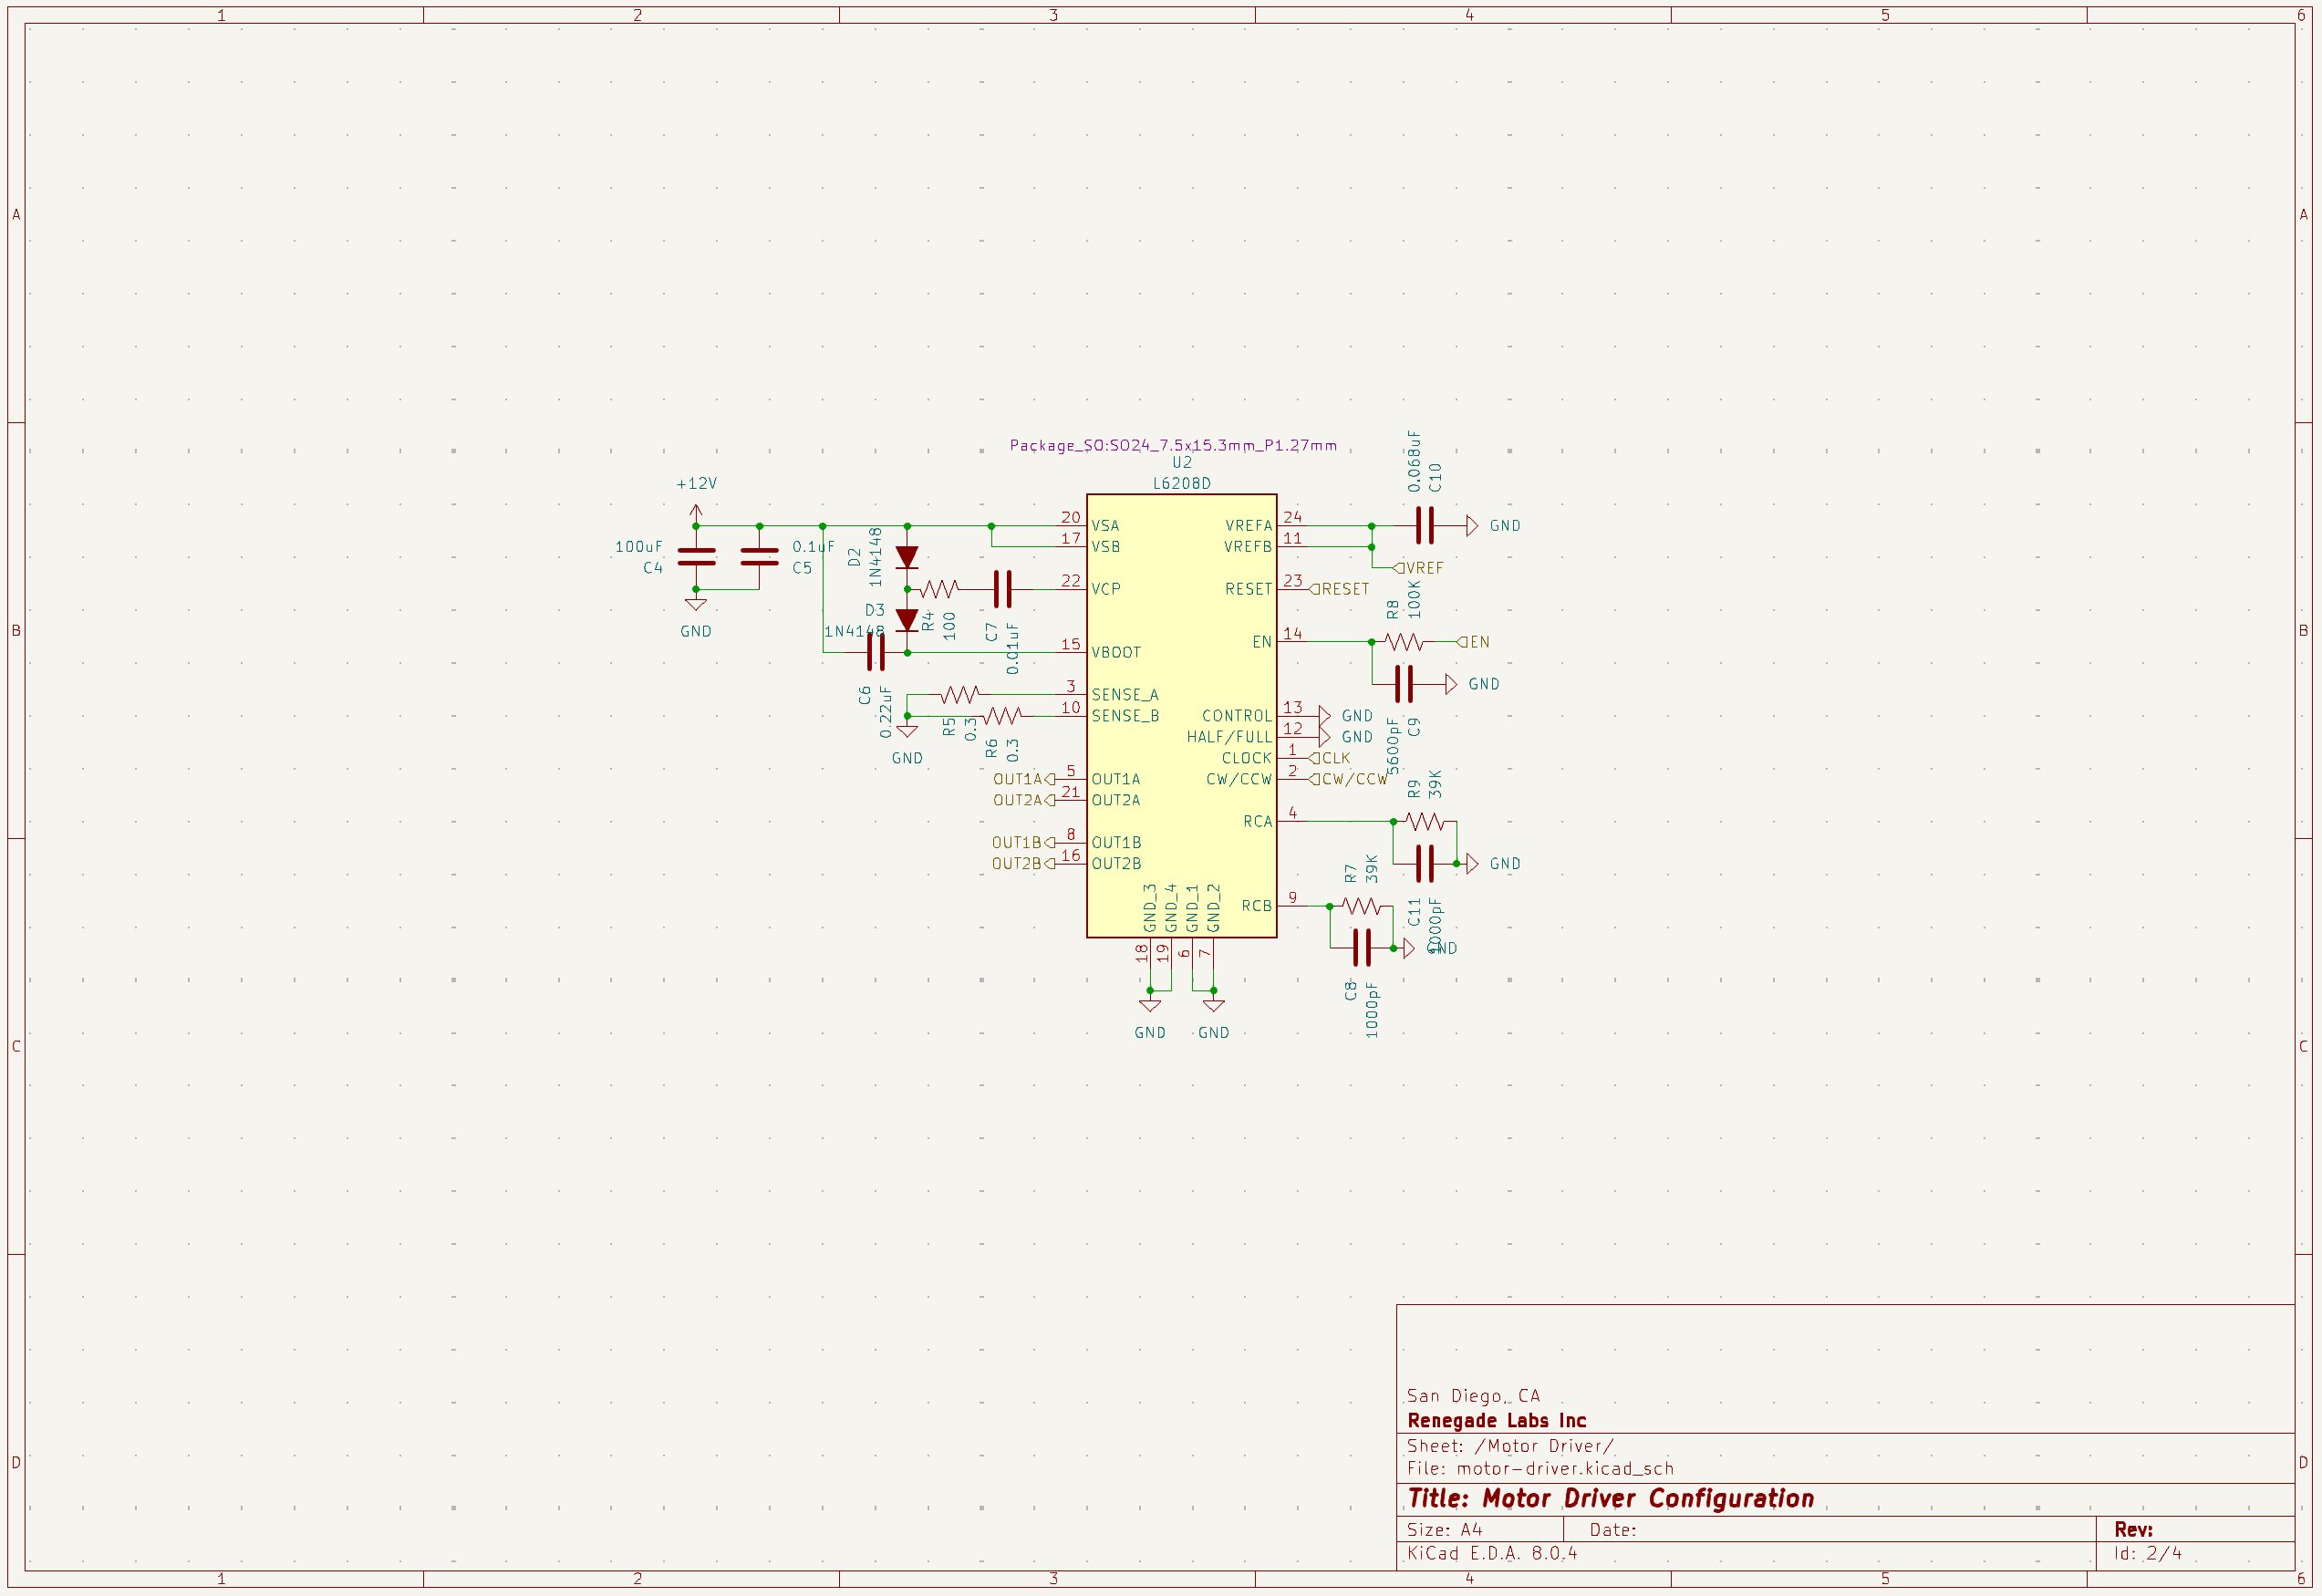 1 2 3 4 5 6
A A
B B
C C
D D
Package_SO:SO24_7.5x15.3mm_P1.27mm
U2
L6208D
+12V
100uF
C4
0.1uF
C5
GND
D2
1N4148
D3
1N4148
R4
100
C7
0.01uF
C6
0.22uF
R5
0.3
R6
0.3
GND
20 VSA
17 VSB
22 VCP
15 VBOOT
3 SENSE_A
10 SENSE_B
OUT1A 5 OUT1A
OUT2A 21 OUT2A
OUT1B 8 OUT1B
OUT2B 16 OUT2B
GND_3
GND_4
GND_1
GND_2
18
19
6
7
GND GND
VREFA 24
VREFB 11
RESET 23 RESET
EN 14
CONTROL 13 GND
HALF/FULL 12 GND
CLOCK 1 CLK
CW/CCW 2 CW/CCW
RCA 4
RCB 9
0.068uF
C10
GND
VREF
R8
100K
EN
GND
5600pF
C9
R9
39K
GND
R7
39K
C11
1000pF
GND
C8
1000pF
San Diego, CA
Renegade Labs Inc
Sheet: /Motor Driver/
File: motor-driver.kicad_sch
Title: Motor Driver Configuration
Size: A4 Date: Rev:
KiCad E.D.A. 8.0.4 Id: 2/4
1 2 3 4 5 6